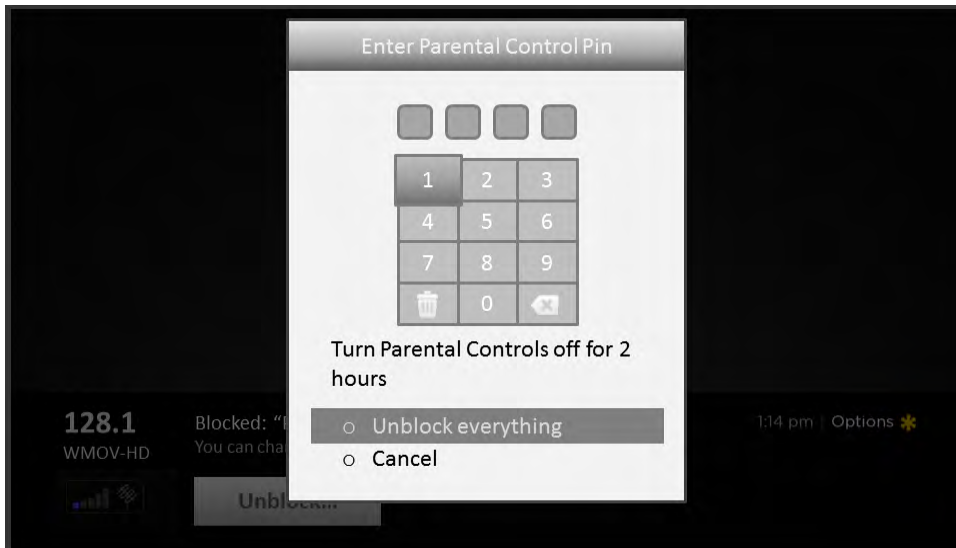 Enter Parental Control Pin
1 2 3
4 5 6
7 8 9
0
Turn Parental Controls off for 2
hours
o Unblock everything
o Cancel
128.1
WMOV-HD
Blocked: "
You can
1:14 pm | Options *
Unblock...